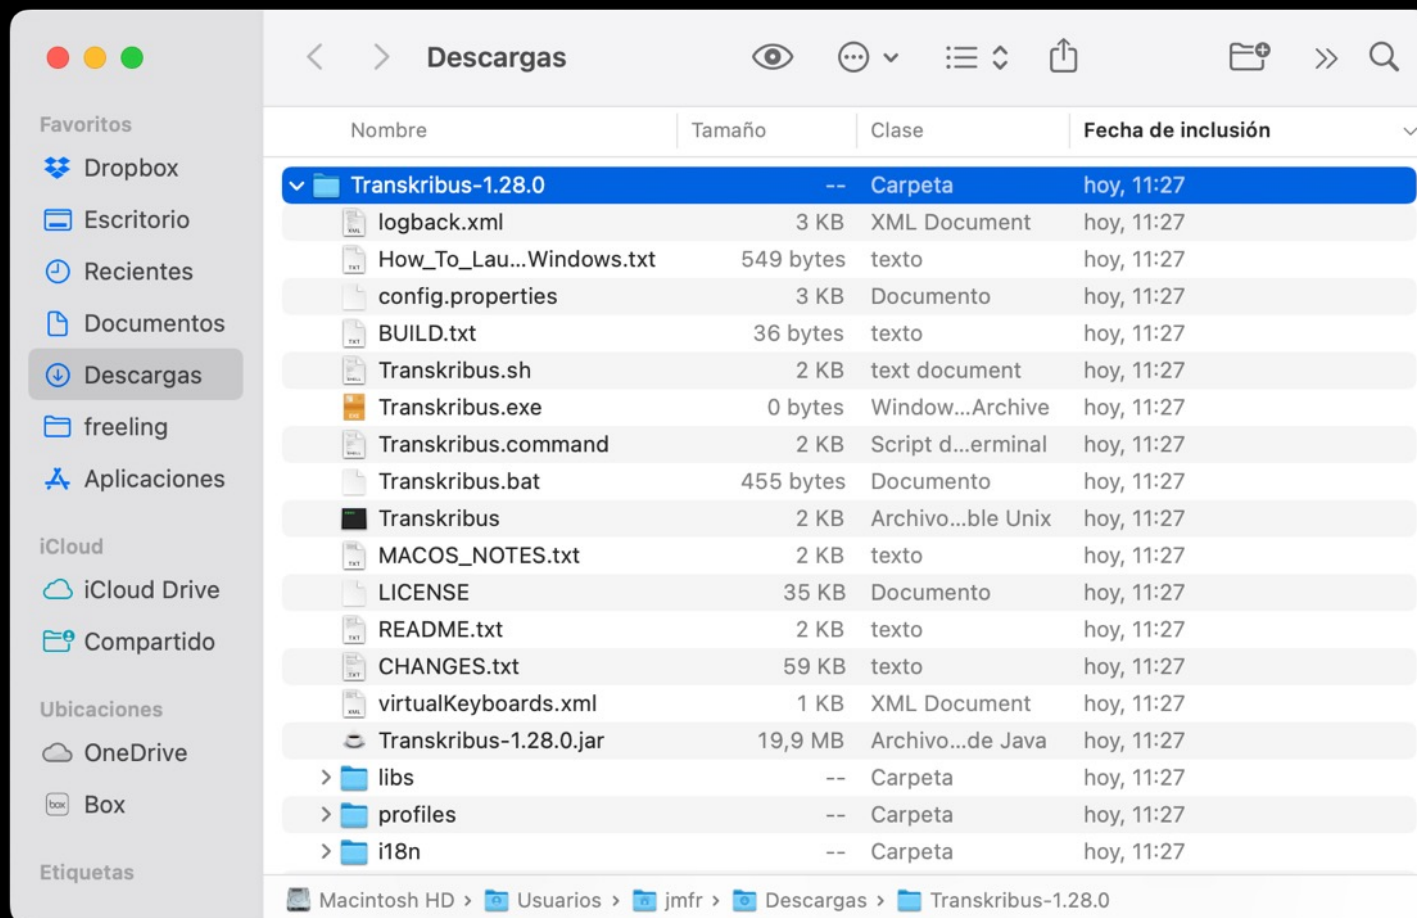 Descargas
Favoritos
Dropbox
Escritorio
Recientes
Documentos
Descargas
freeling
Aplicaciones
iCloud
iCloud Drive
Compartido
Ubicaciones
OneDrive
box Box
Etiquetas
Nombre Tamaño Clase Fecha de inclusión
Transkribus-1.28.0 -- Carpeta hoy, 11:27
logback.xml 3 KB XML Document hoy, 11:27
How_To_Lau...Windows.txt 549 bytes texto hoy, 11:27
config.properties 3 KB Documento hoy, 11:27
BUILD.txt 36 bytes texto hoy, 11:27
Transkribus.sh 2 KB text document hoy, 11:27
Transkribus.exe 0 bytes Window...Archive hoy, 11:27
Transkribus.command 2 KB Script d...erminal hoy, 11:27
Transkribus.bat 455 bytes Documento hoy, 11:27
Transkribus 2 KB Archivo...ble Unix hoy, 11:27
MACOS_NOTES.txt 2 KB texto hoy, 11:27
LICENSE 35 KB Documento hoy, 11:27
README.txt 2 KB texto hoy, 11:27
CHANGES.txt 59 KB texto hoy, 11:27
virtualKeyboards.xml 1 KB XML Document hoy, 11:27
Transkribus-1.28.0.jar 19,9 MB Archivo...de Java hoy, 11:27
libs -- Carpeta hoy, 11:27
profiles -- Carpeta hoy, 11:27
i18n -- Carpeta hoy, 11:27
Macintosh HD › Usuarios › jmfr › Descargas › Transkribus-1.28.0